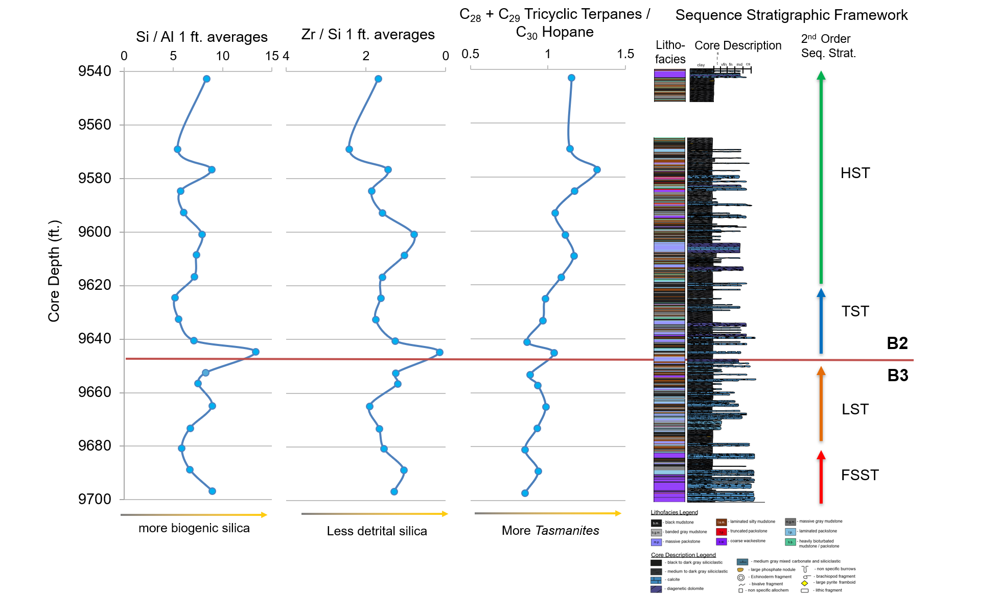 C28 + C29 Tricyclic Terpanes /
C30 Hopane
Sequence Stratigraphic Framework
Si / Al 1 ft. averages
Zr / Si 1 ft. averages
Litho-
facies
Core Description
2nd Order
Seq. Strat.
0 5 10 15
4 2 0
0.5 1 1.5
s
l
t
clay vfn fn md cs
Core Depth (ft.)
9540
9560
9580
9600
9620
9640
9660
9680
9700
HST
TST
B2
B3
LST
FSST
more biogenic silica
Less detrital silica
More Tasmanites
Lithofacies Legend
b.m. - black mudstone
l.s.m. - laminated silty mudstone
m.g.m. - massive gray mudstone
b.g.m. - banded gray mudstone
t.p. - truncated packstone
l.p. - laminated packstone
m.p. - massive packstone
c.w. - coarse wackestone
h.b. - heavily bioturbated
mudstone / packstone
Core Description Legend
- black to dark gray siliciclastic
- medium to dark gray siliciclastic
- calcite
- diagenetic dolomite
- medium gray mixed carbonate and siliciclastic
- large phosphate nodule
- non specific burrows
- Echinoderm fragment
- brachiopod fragment
- bivalve fragment
- large pyrite framboid
- non specific allochem
- lithic fragment